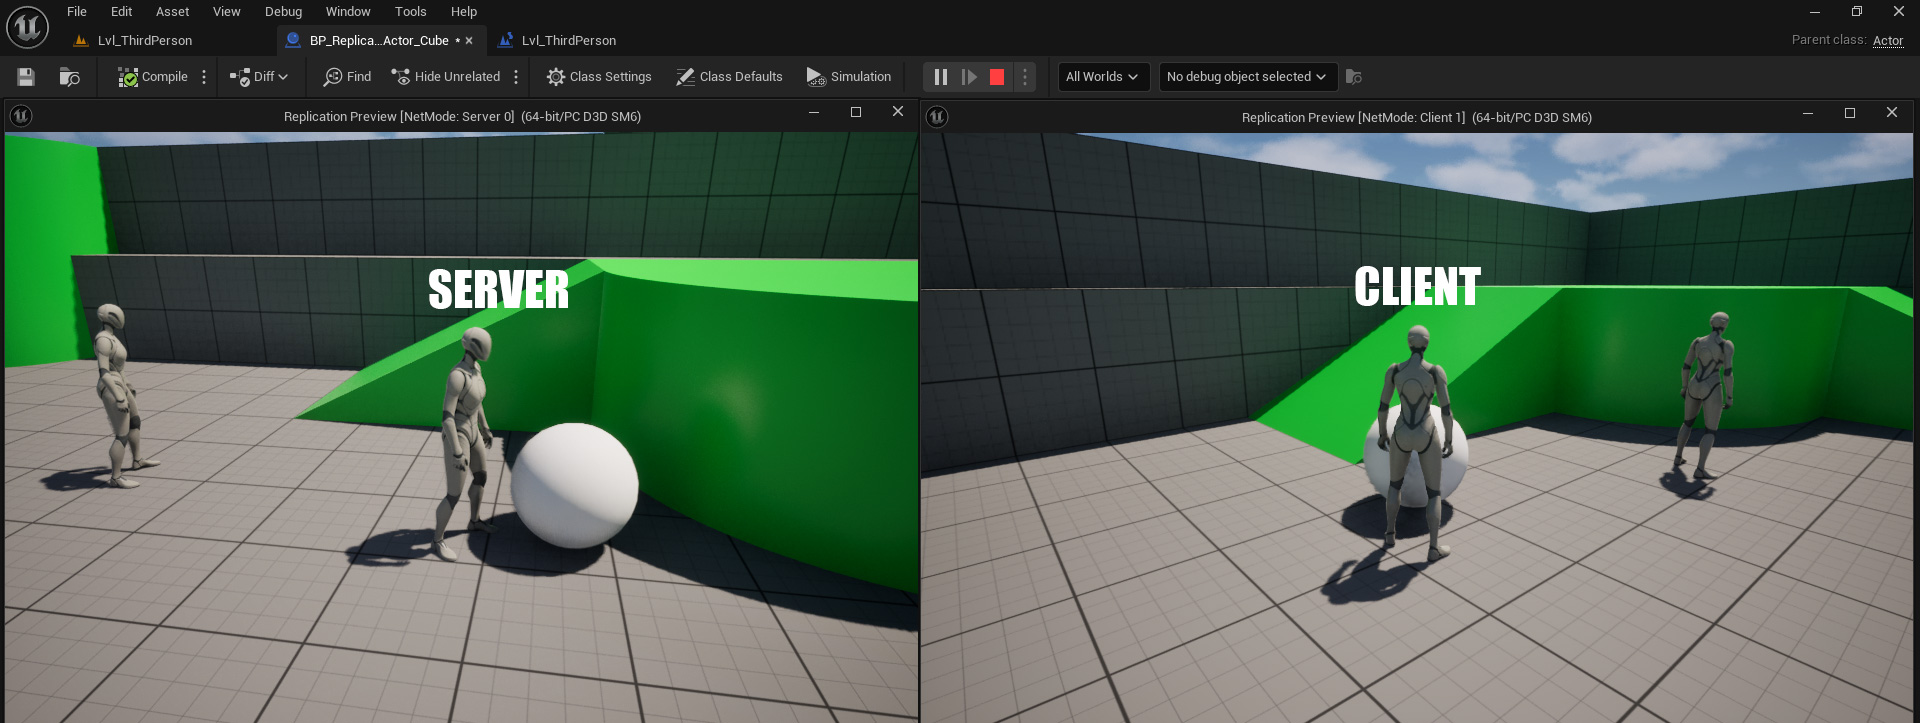 File Edit Asset View Debug Window Tools Help
Lvl_ThirdPerson BP_Replica...Actor_Cube • Lvl_ThirdPerson Parent class: Actor
Compile Diff Find Hide Unrelated Class Settings Class Defaults Simulation All Worlds No debug object selected
Replication Preview [NetMode: Server 0] (64-bit/PC D3D SM6)
Replication Preview [NetMode: Client 1] (64-bit/PC D3D SM6)
SERVER
CLIENT